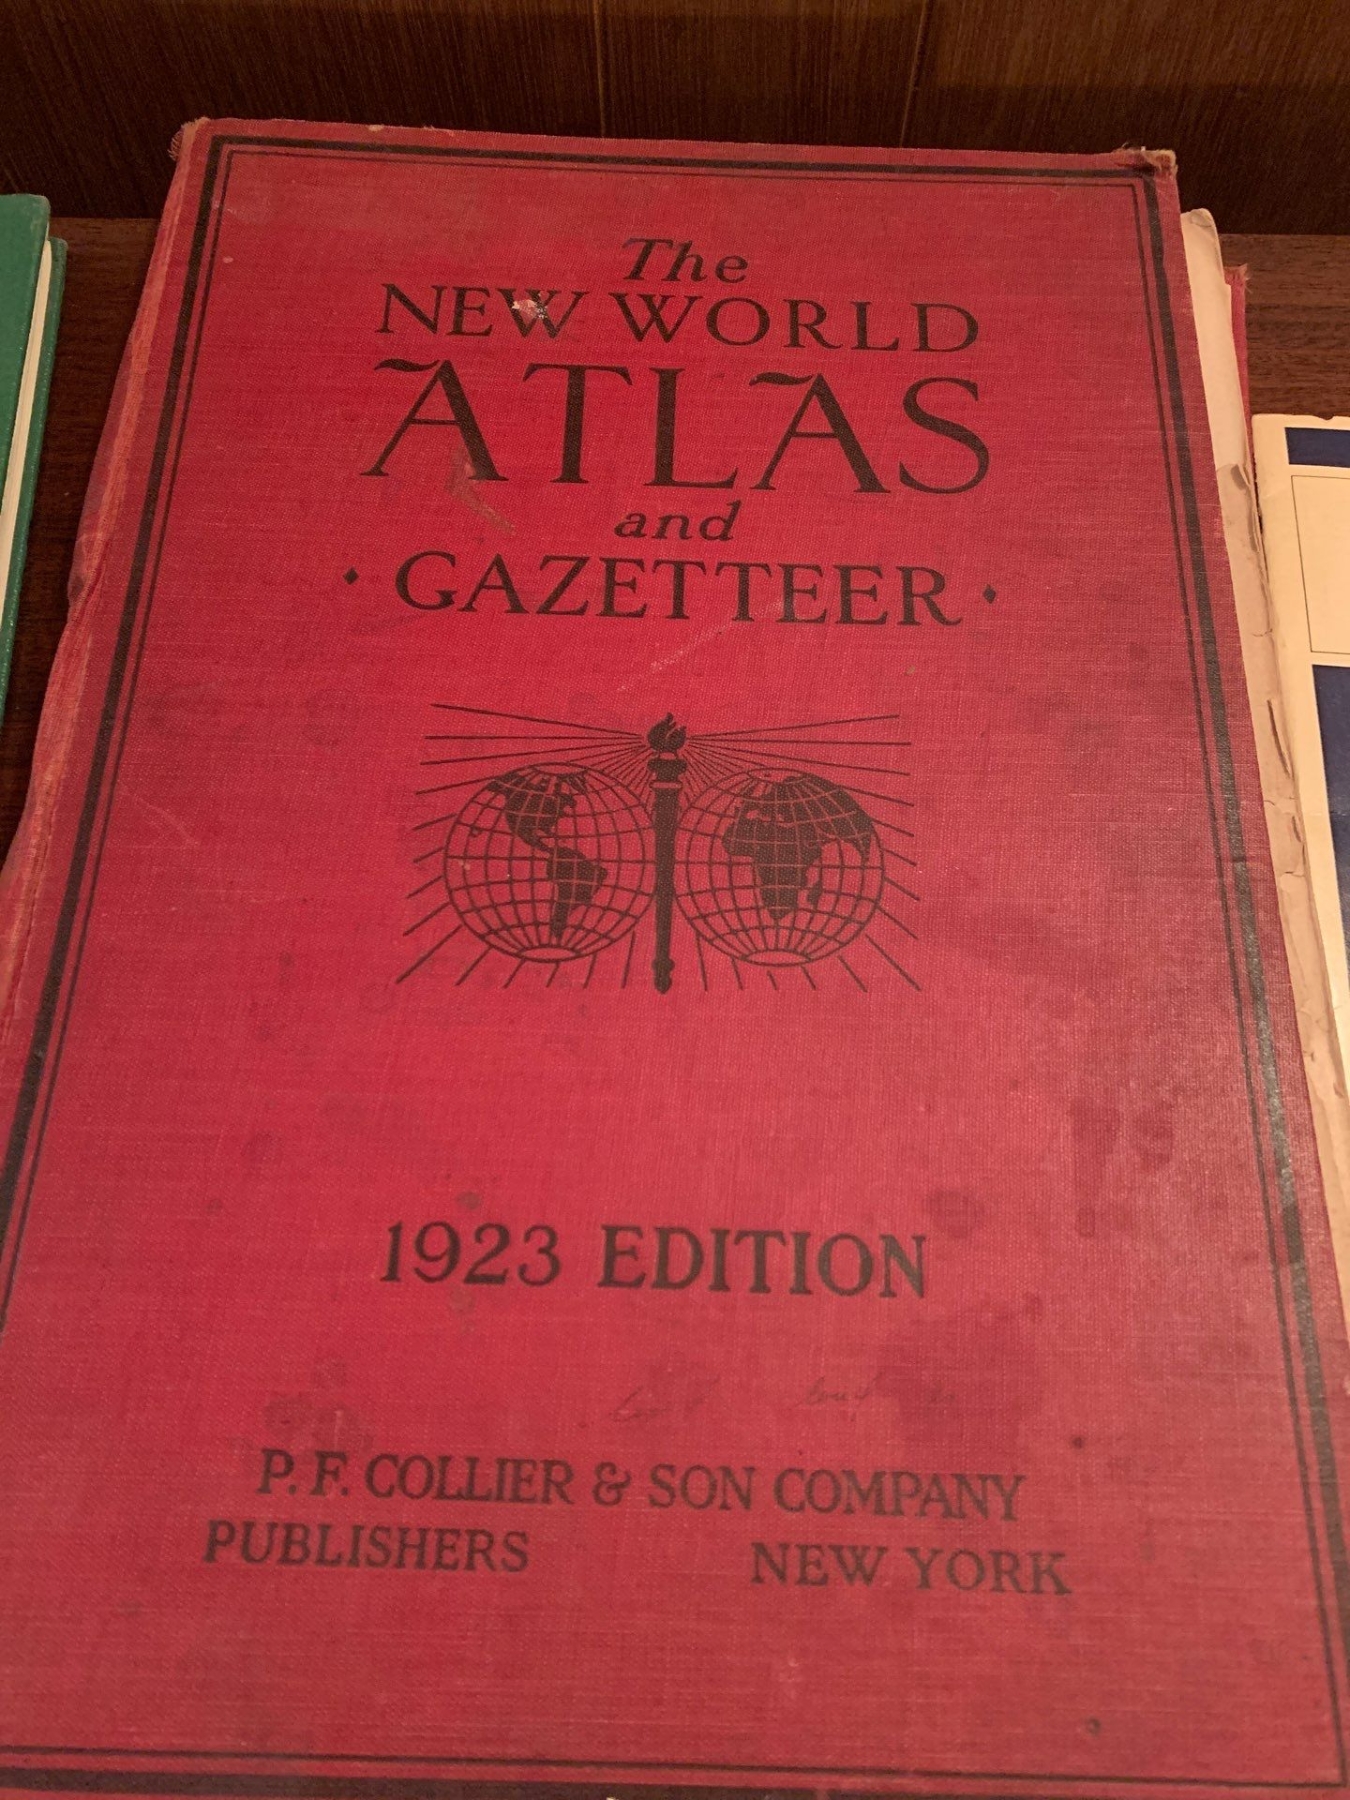 The
NEW WORLD
ATLAS
and
· GAZETTEER ·
1923 EDITION
P. F. COLLIER & SON COMPANY
PUBLISHERS NEW YORK